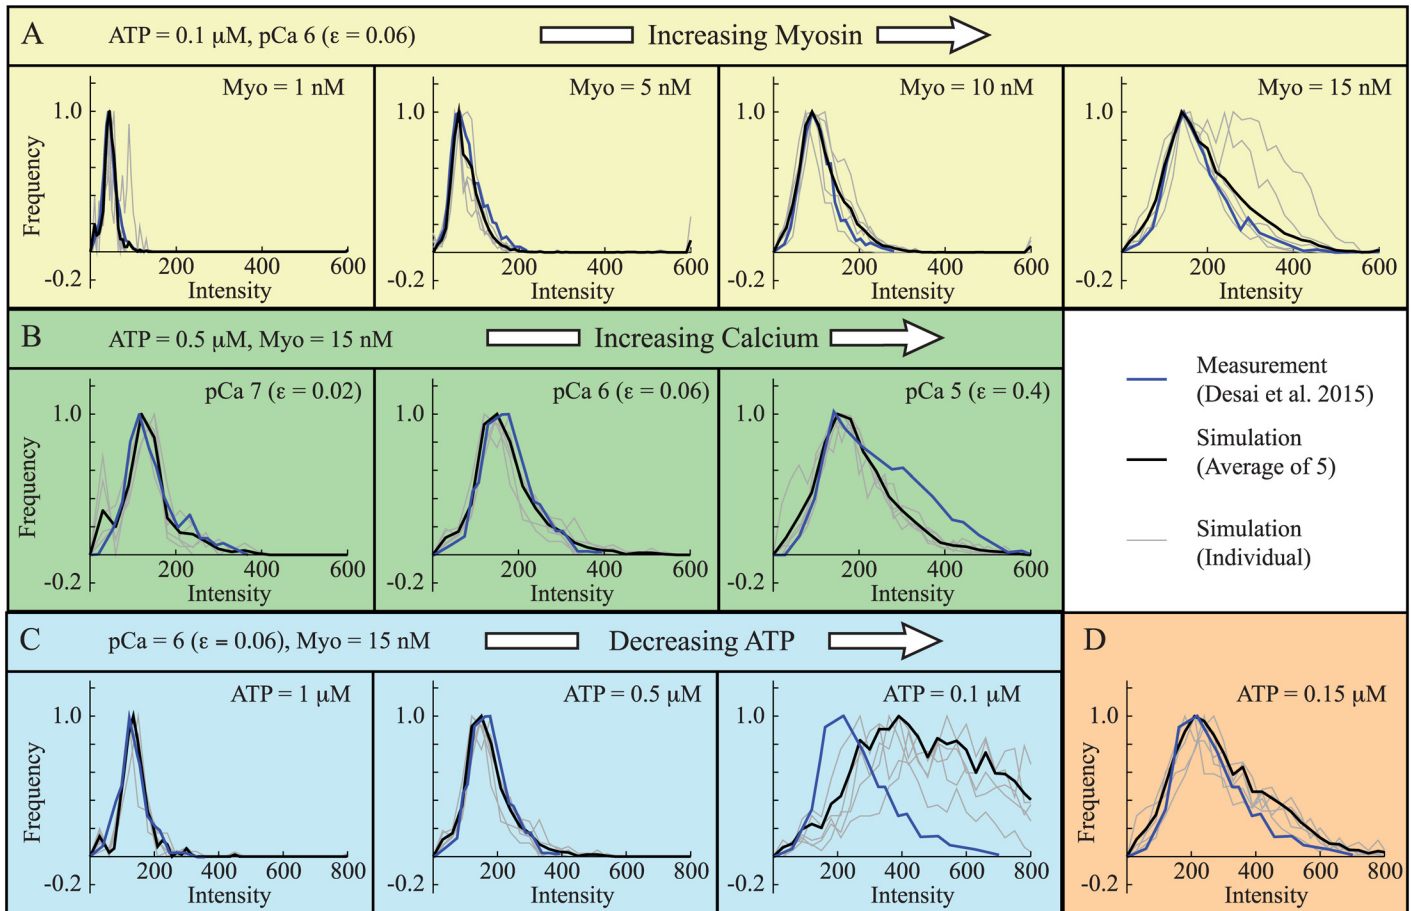 A
ATP = 0.1 μM, pCa 6 (ε = 0.06)
Increasing Myosin
Myo = 1 nM
1.0
-0.2
200
400
600
Frequency
Intensity
Myo = 5 nM
1.0
-0.2
200
400
600
Intensity
Myo = 10 nM
1.0
-0.2
200
400
600
Intensity
Myo = 15 nM
1.0
-0.2
200
400
600
Intensity
B
ATP = 0.5 μM, Myo = 15 nM
Increasing Calcium
pCa 7 (ε = 0.02)
1.0
-0.2
200
400
600
Frequency
Intensity
pCa 6 (ε = 0.06)
1.0
-0.2
200
400
600
Intensity
pCa 5 (ε = 0.4)
1.0
-0.2
200
400
600
Intensity
Measurement
(Desai et al. 2015)
Simulation
(Average of 5)
Simulation
(Individual)
C
pCa = 6 (ε = 0.06), Myo = 15 nM
Decreasing ATP
ATP = 1 μM
1.0
-0.2
200
400
600
800
Frequency
Intensity
ATP = 0.5 μM
1.0
-0.2
200
400
600
800
Intensity
ATP = 0.1 μM
1.0
-0.2
200
400
600
800
Intensity
D
ATP = 0.15 μM
1.0
-0.2
200
400
600
800
Frequency
Intensity